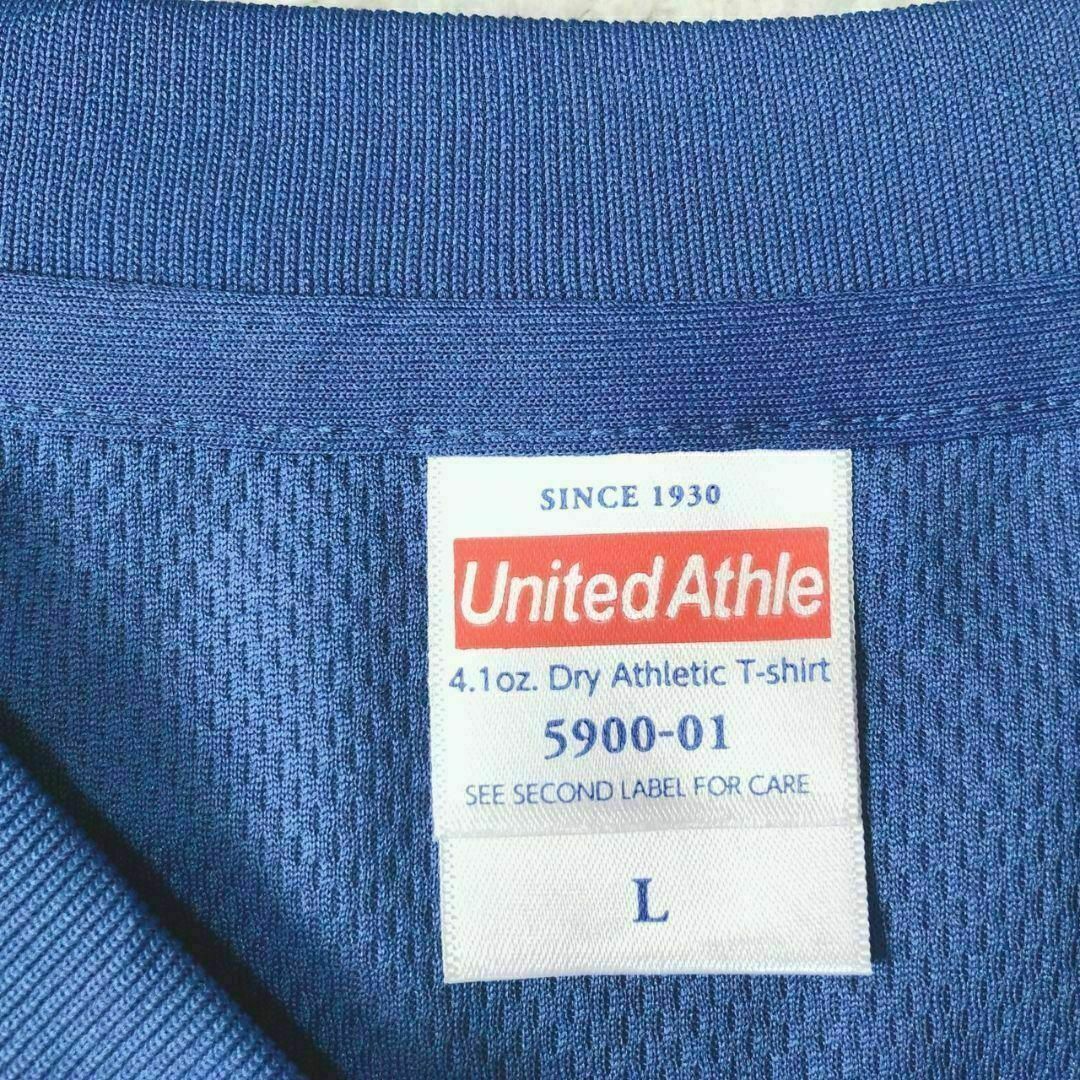 SINCE 1930
United Athle
4.1oz. Dry Athletic T-shirt
5900-01
SEE SECOND LABEL FOR CARE
L